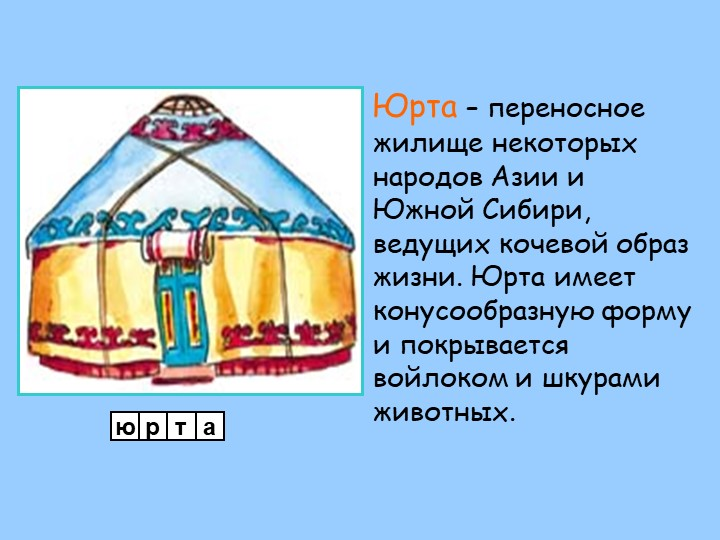 Юрта – переносное
жилище некоторых
народов Азии и
Южной Сибири,
ведущих кочевой образ
жизни. Юрта имеет
конусообразную форму
и покрывается
войлоком и шкурами
животных.
юрта